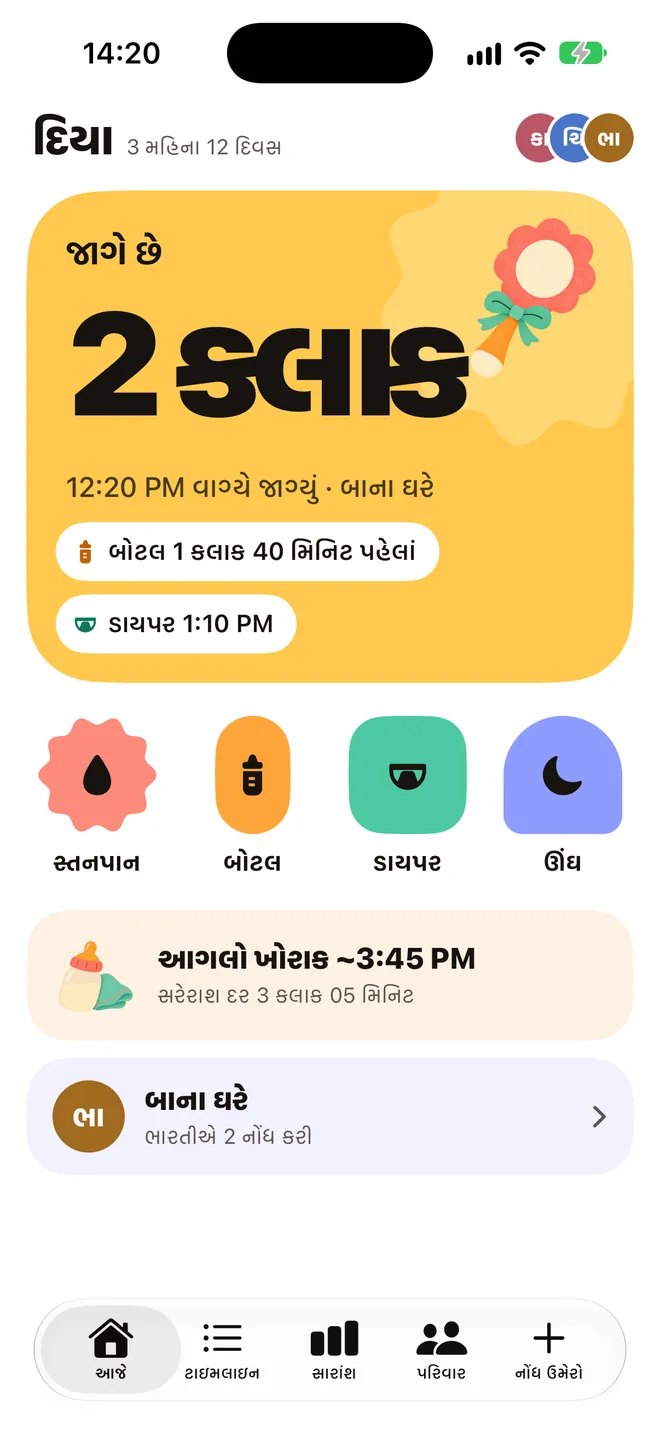 14:20
દિયા 3 મહિના 12 દિવસ
કા ચિ ભા
જાગે છે
2 કલાક
12:20 PM વાગ્યે જાગ્યું · બાના ઘરે
બોટલ 1 કલાક 40 મિનિટ પહેલાં
ડાયપર 1:10 PM
સ્તનપાન બોટલ ડાયપર ઊંઘ
આગલો ખોરાક ~3:45 PM
સરેરાશ દર 3 કલાક 05 મિનિટ
ભા
બાના ઘરે
ભારતીએ 2 નોંધ કરી
આજે ટાઇમલાઇન સારાંશ પરિવાર નોંધ ઉમેરો